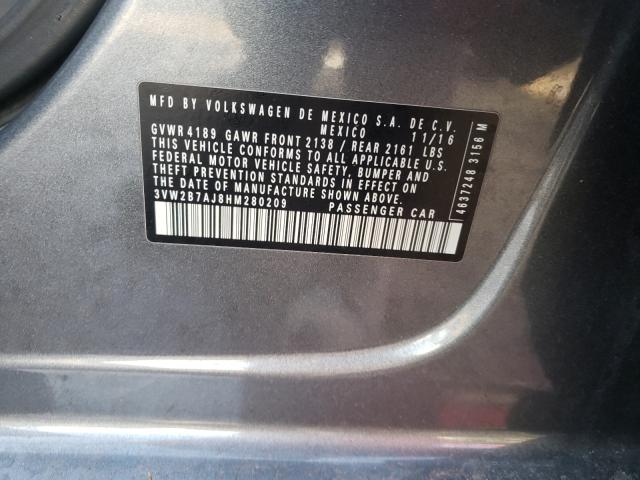 MFD BY VOLKSWAGEN DE MEXICO S.A. DE C.V.
MEXICO 11/16
GVWR 4189 GAWR FRONT 2138 / REAR 2161 LBS
THIS VEHICLE CONFORMS TO ALL APPLICABLE U.S.
FEDERAL MOTOR VEHICLE SAFETY, BUMPER AND
THEFT PREVENTION STANDARDS IN EFFECT ON
THE DATE OF MANUFACTURE SHOWN ABOVE.
3VW2B7AJ8HM280209 PASSENGER CAR
4637248 3156 M